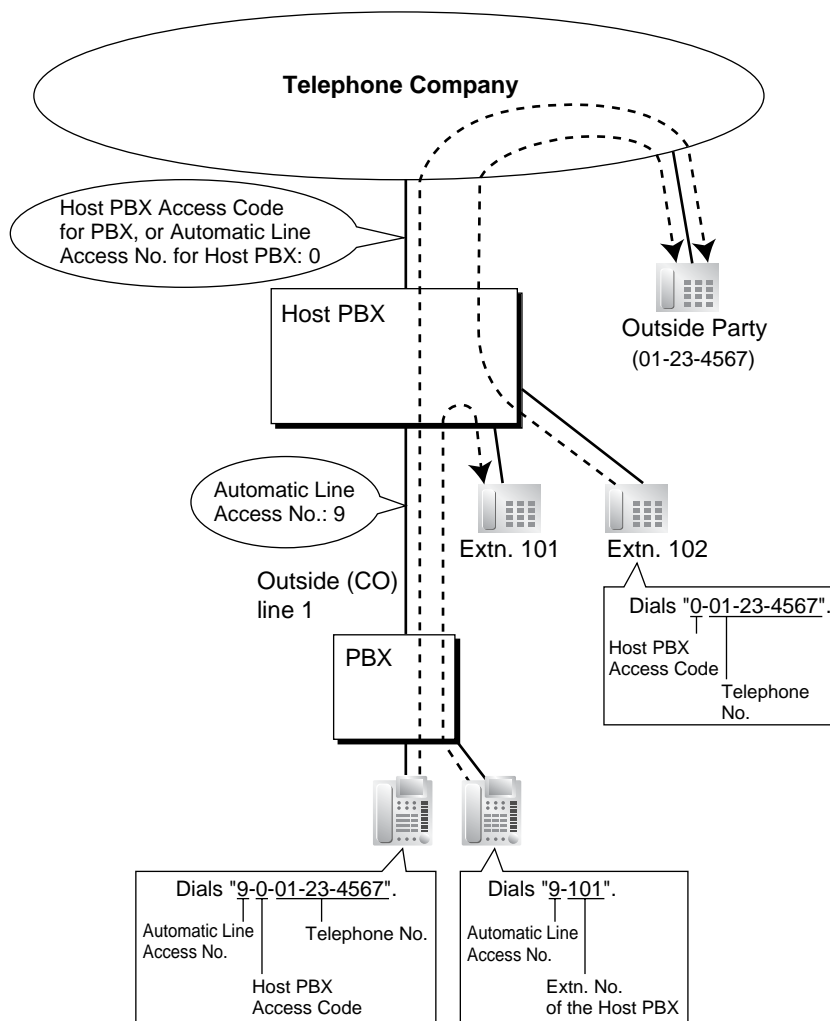 Telephone Company
Host PBX Access Code
for PBX, or Automatic Line
Access No. for Host PBX: 0
Host PBX
Outside Party
(01-23-4567)
Automatic Line
Access No.: 9
Extn. 101
Extn. 102
Outside (CO)
line 1
Dials "0-01-23-4567".
Host PBX
Access Code
Telephone
No.
PBX
Dials "9-0-01-23-4567".
Automatic Line
Access No.
Telephone No.
Host PBX
Access Code
Dials "9-101".
Automatic Line
Access No.
Extn. No.
of the Host PBX